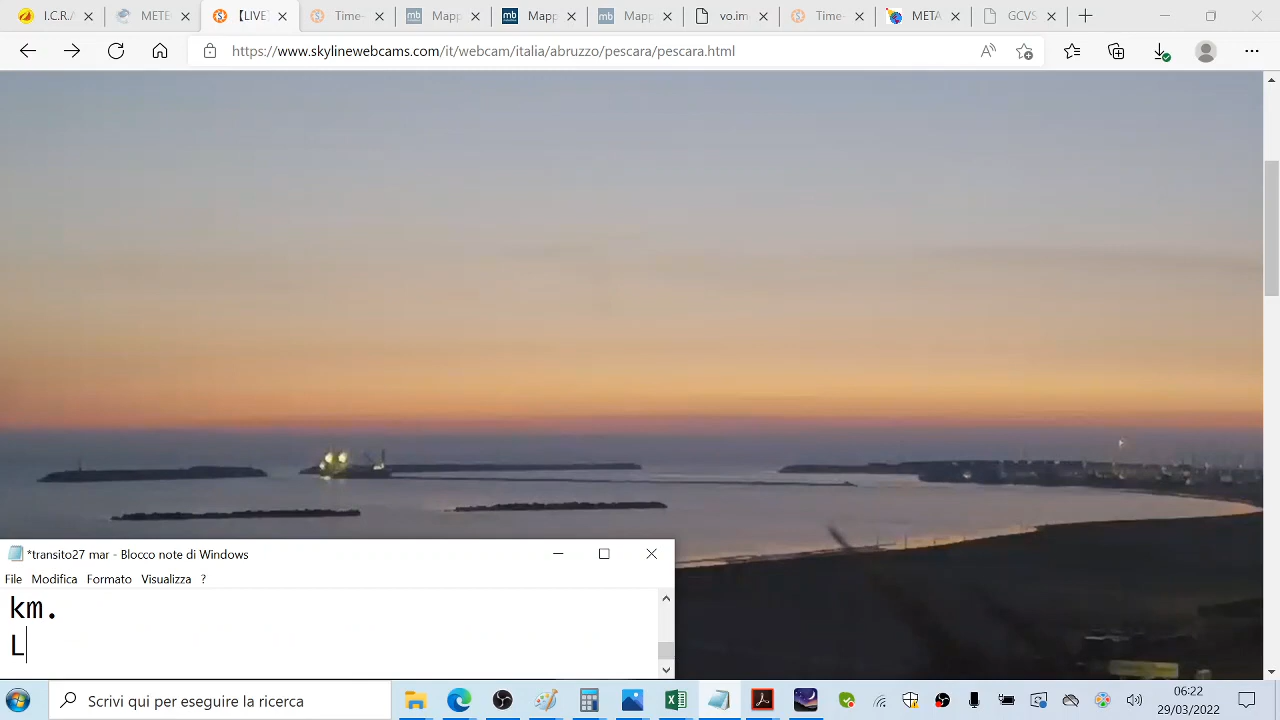 I.C.R.
METE
【LIVE
Time-
Mapp
Mapp
Mapp
vo.im
Time-
META
GCVS
https://www.skylinewebcams.com/it/webcam/italia/abruzzo/pescara/pescara.html
*transito27 mar - Blocco note di Windows
File Modifica Formato Visualizza ?
km.
L
Scrivi qui per eseguire la ricerca
06:22
29/03/2022